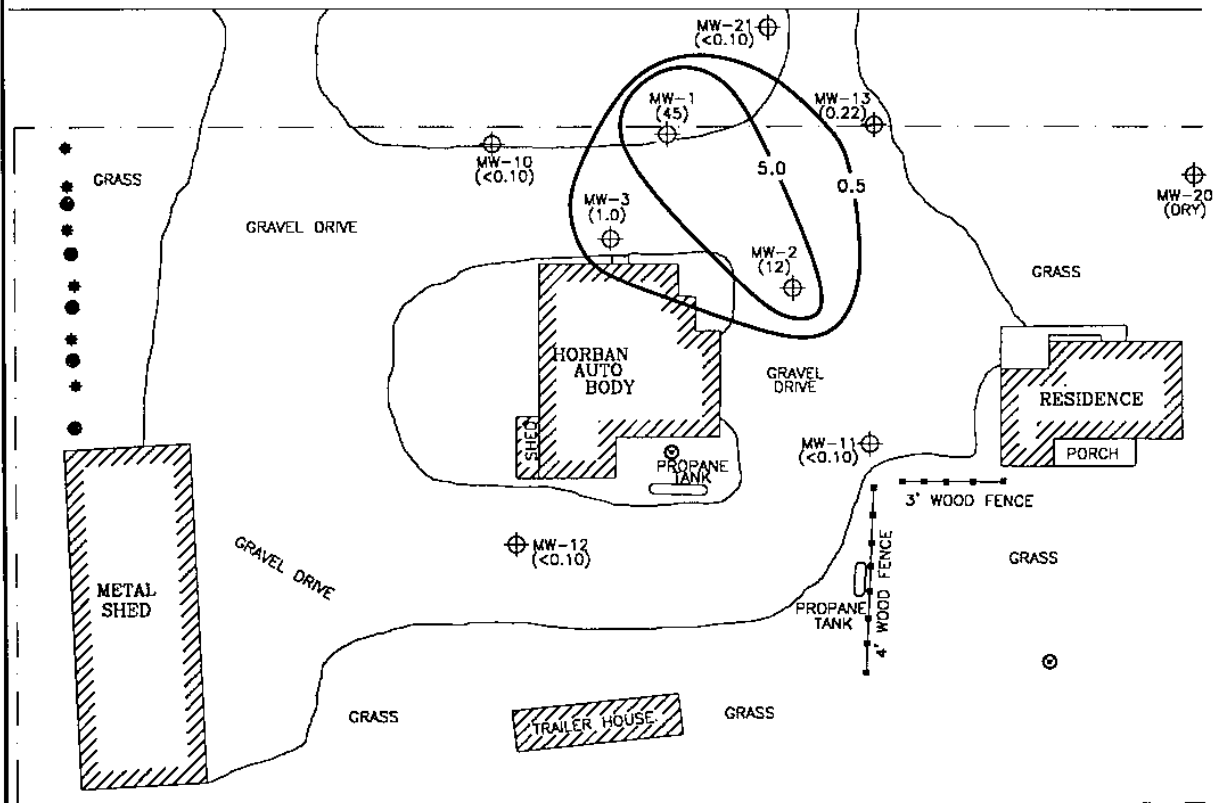 MW-21
(<0.10)
MW-1
(45)
MW-13
(0.22)
MW-10
(<0.10)
5.0
0.5
MW-20
(DRY)
GRASS
MW-3
(1.0)
GRAVEL DRIVE
MW-2
(12)
GRASS
HORBAN
AUTO
BODY
GRAVEL
DRIVE
RESIDENCE
SHED
MW-11
(<0.10)
PORCH
PROPANE
TANK
3' WOOD FENCE
MW-12
(<0.10)
GRAVEL DRIVE
4' WOOD FENCE
GRASS
METAL
SHED
PROPANE
TANK
GRASS
TRAILER HOUSE
GRASS